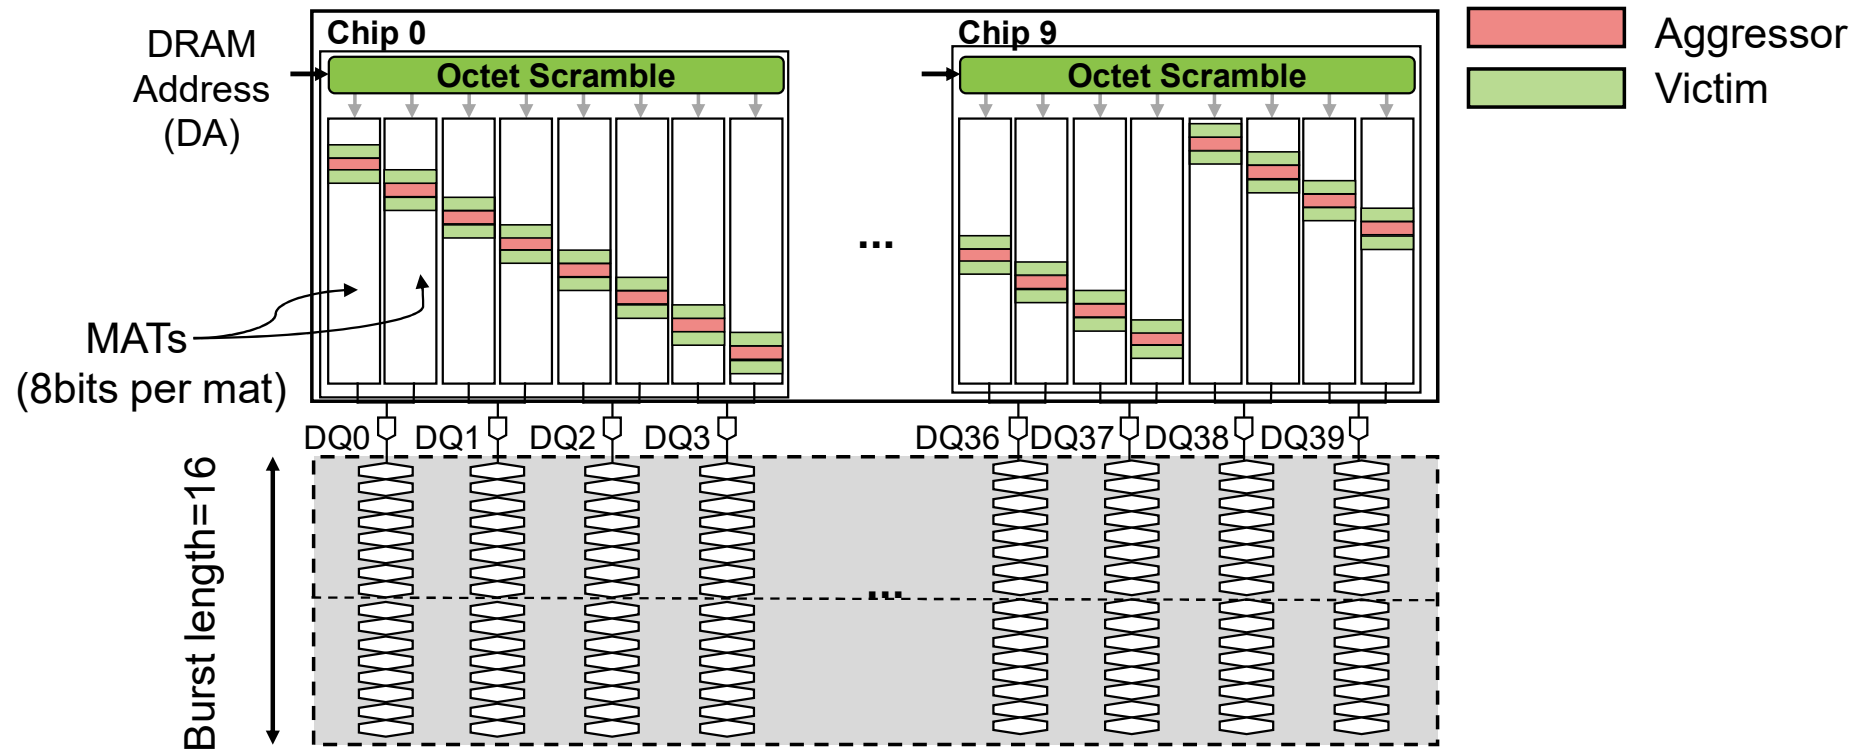 Chip 0
Chip 9
Aggressor
Victim
DRAM
Address
(DA)
Octet Scramble
Octet Scramble
...
MATs
(8bits per mat)
DQ0
DQ1
DQ2
DQ3
DQ36
DQ37
DQ38
DQ39
Burst length=16
...